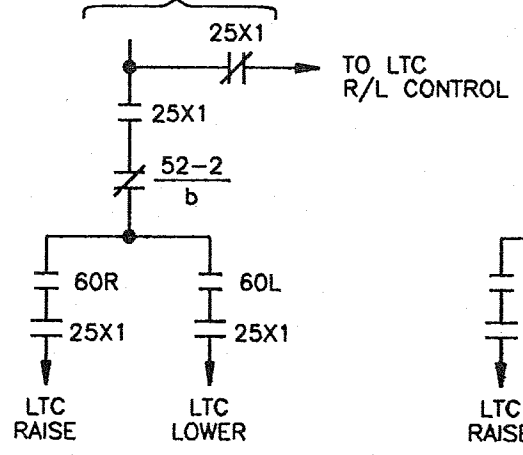 25X1
TO LTC
R/L CONTROL
25X1
52-2
b
60R
60L
25X1
25X1
LTC
RAISE
LTC
LOWER
LTC
RAISE